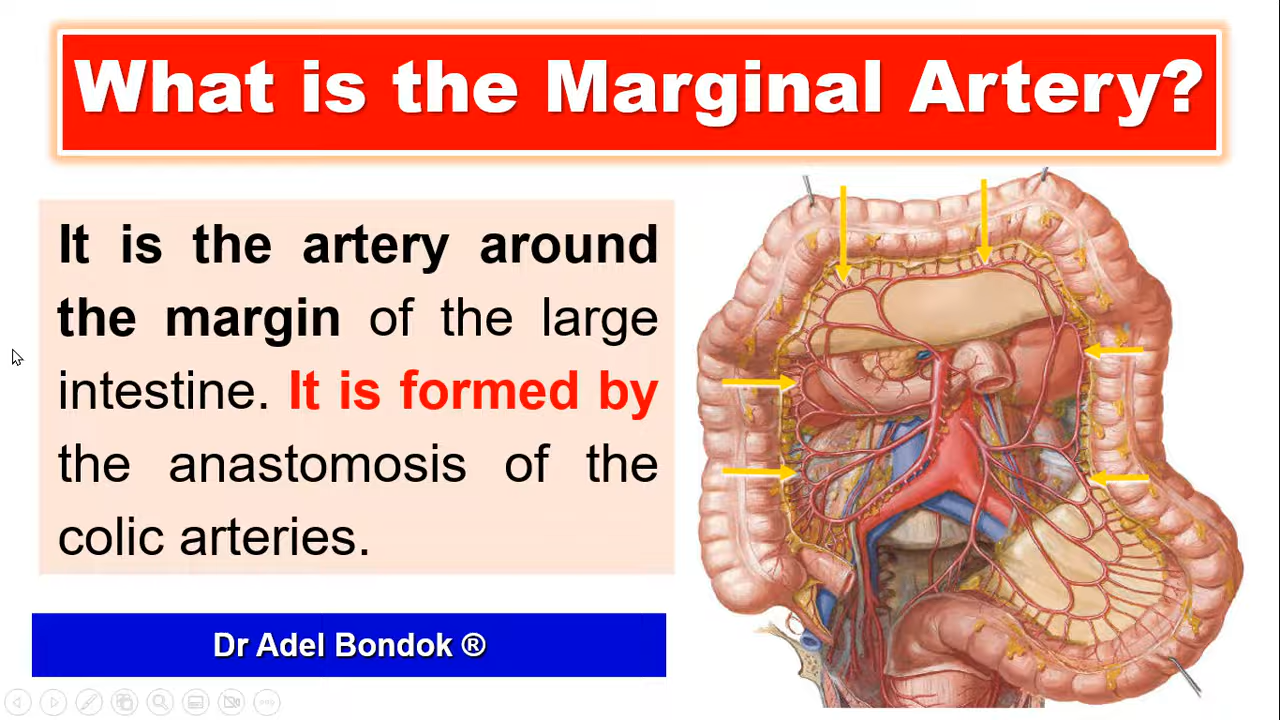 What is the Marginal Artery?
It is the artery around
the margin of the large
intestine. It is formed by
the anastomosis of the
colic arteries.
Dr Adel Bondok ®